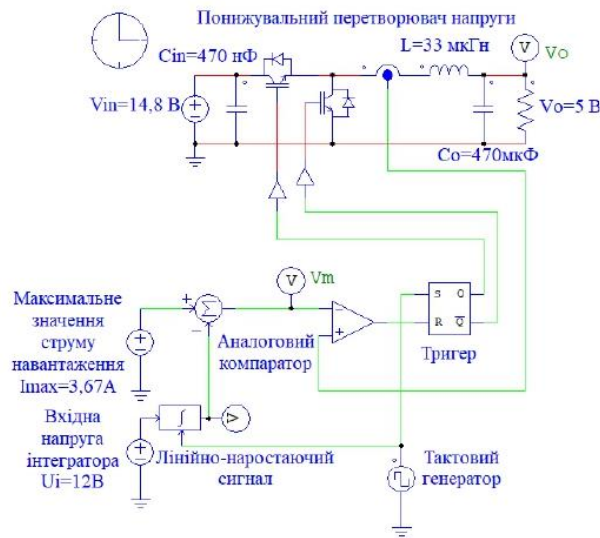 Понижувальний перетворювач напруги
Cin=470 нФ
L=33 мкГн
V
Vo
Vin=14,8 В
Vo=5 В
Co=470мкФ
V
Vm
S Q
R Q
Тригер
Максимальне
значення
струму
навантаження
Imax=3,67А
Σ
Аналоговий
компаратор
Вхідна
напруга
інтегратора
Ui=12В
∫
V
Лінійно-наростаючий
сигнал
Тактовий
генератор